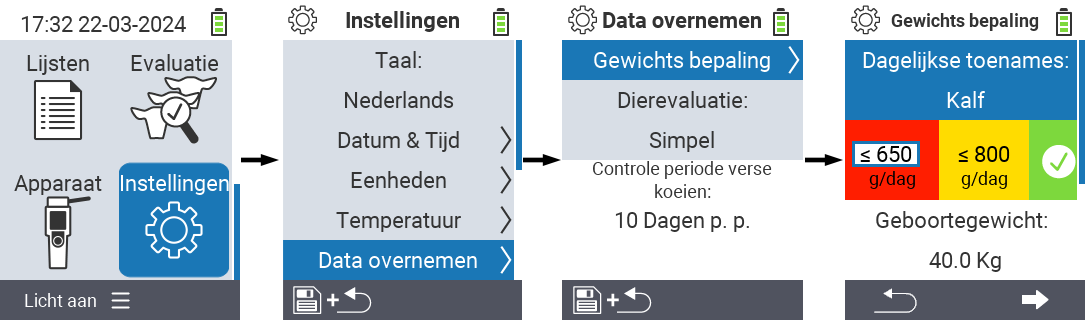 17:32 22-03-2024
Lijsten
Evaluatie
Apparaat
Instellingen
Licht aan
Instellingen
Taal:
Nederlands
Datum & Tijd
Eenheden
Temperatuur
Data overnemen
+
Data overnemen
Gewichts bepaling
Dierevaluatie:
Simpel
Controle periode verse
koeien:
10 Dagen p. p.
+
Gewichts bepaling
Dagelijkse toenames:
Kalf
≤ 650
g/dag
≤ 800
g/dag
Geboortegewicht:
40.0 Kg